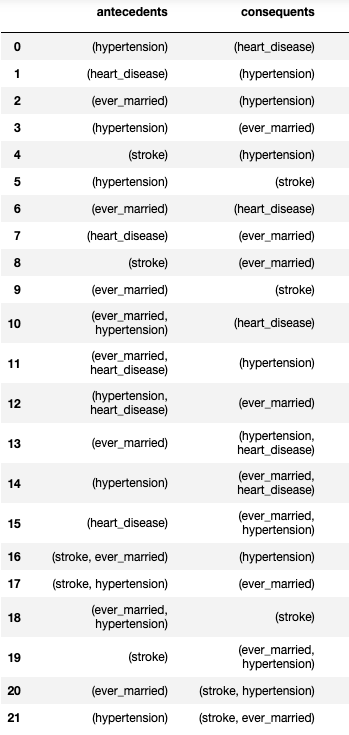 antecedents consequents
0 (hypertension) (heart_disease)
1 (heart_disease) (hypertension)
2 (ever_married) (hypertension)
3 (hypertension) (ever_married)
4 (stroke) (hypertension)
5 (hypertension) (stroke)
6 (ever_married) (heart_disease)
7 (heart_disease) (ever_married)
8 (stroke) (ever_married)
9 (ever_married) (stroke)
10 (ever_married, hypertension) (heart_disease)
11 (ever_married, heart_disease) (hypertension)
12 (hypertension, heart_disease) (ever_married)
13 (ever_married) (hypertension, heart_disease)
14 (hypertension) (ever_married, heart_disease)
15 (heart_disease) (ever_married, hypertension)
16 (stroke, ever_married) (hypertension)
17 (stroke, hypertension) (ever_married)
18 (ever_married, hypertension) (stroke)
19 (stroke) (ever_married, hypertension)
20 (ever_married) (stroke, hypertension)
21 (hypertension) (stroke, ever_married)